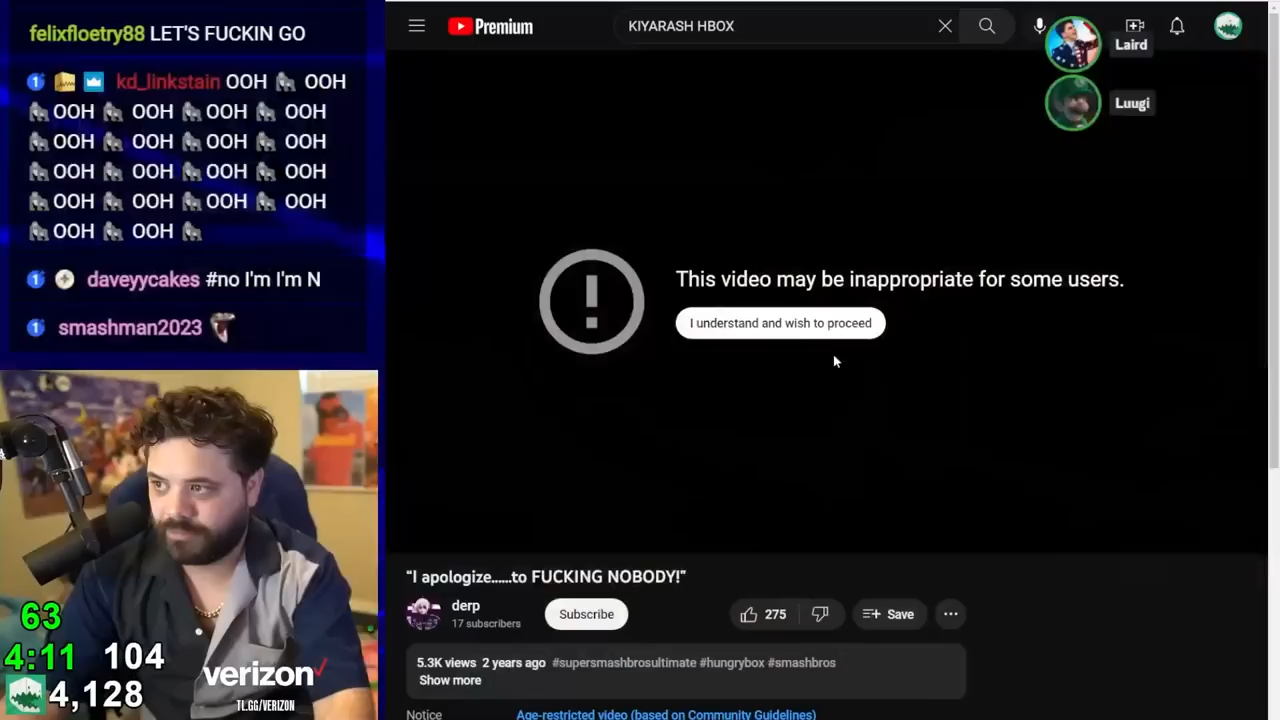 felixfloetry88 LET'S FUCKIN GO
kd_linkstain OOH OOH
OOH OOH OOH OOH
OOH OOH OOH OOH
OOH OOH OOH OOH
OOH OOH OOH OOH
OOH OOH
daveyycakes #no I'm I'm N
smashman2023
63
4:11 104
4,128
verizon
TL.GG/VERIZON
Premium
KIYARASH HBOX
Laird
Luugi
This video may be inappropriate for some users.
I understand and wish to proceed
"I apologize......to FUCKING NOBODY!"
derp
17 subscribers
Subscribe
275
Save
5.3K views 2 years ago #supersmashbrosultimate #hungrybox #smashbros
Show more
Notice Age-restricted video (based on Community Guidelines)